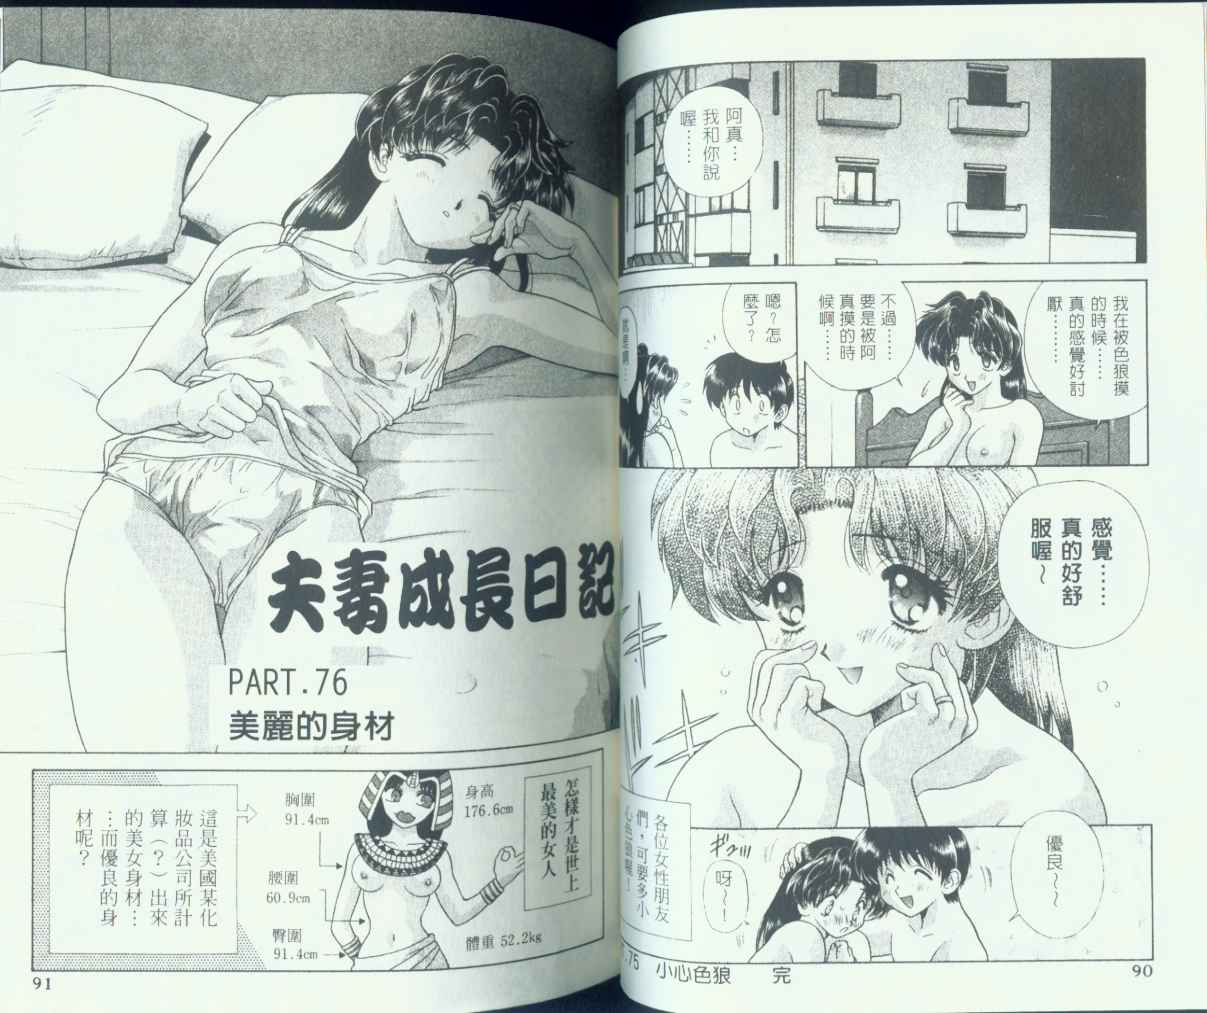 阿真…
我和你說
喔……
我在被色狼摸
的時候……
真的感覺好討
厭………
不過……
要是被阿
真摸的時
候啊……
嗯?怎
麼了?
就是啊…
感覺……
真的好舒
服喔~
優良~~
ギクッ!!
呀~~!
各位女性朋友
們，可要多小
心色狼喔！
.75 小心色狼 完
90
夫妻成長日記
PART.76
美麗的身材
怎樣才是世上
最美的女人
身高
176.6cm
胸圍
91.4cm
腰圍
60.9cm
臀圍
91.4cm
體重 52.2kg
這是美國某化
妝品公司所計
算（？）出來
的美女身材…
…而優良的身
材呢？
91